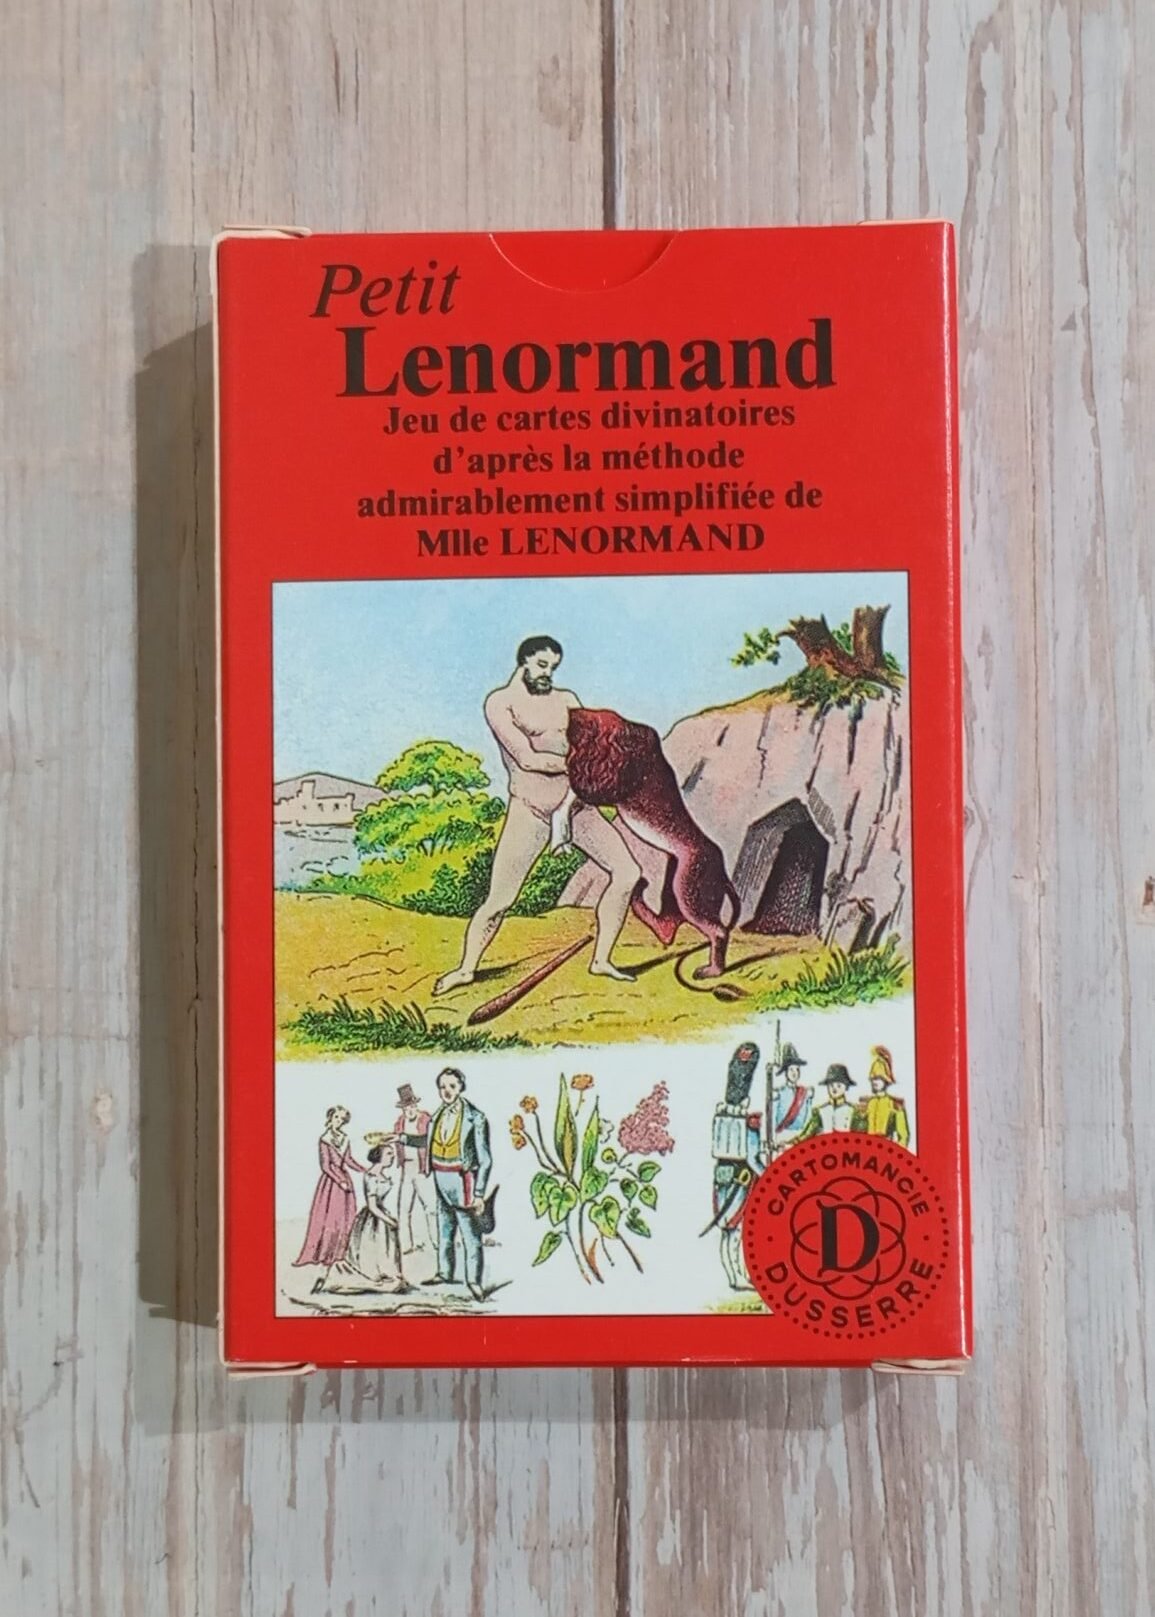 Petit
Lenormand
Jeu de cartes divinatoires
d'après la méthode
admirablement simplifiée de
Mlle LENORMAND
CARTOMANCIE
D
DUSSERRE